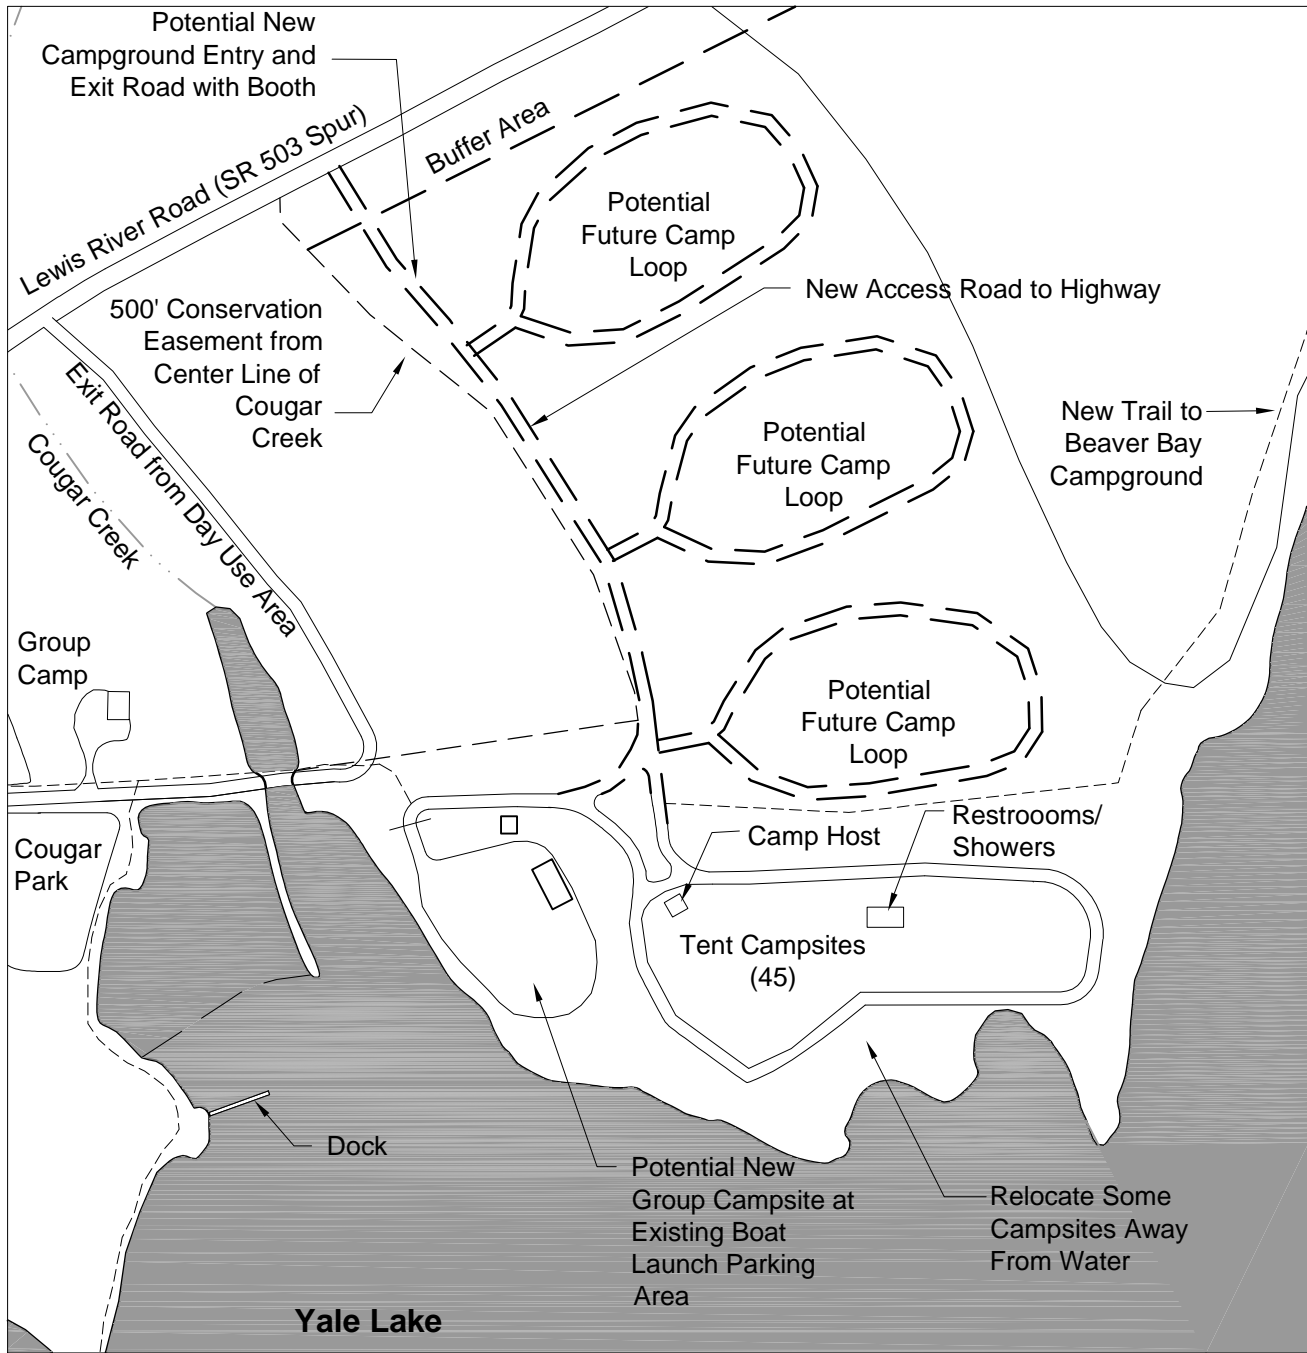 Potential New
Campground Entry and
Exit Road with Booth
Buffer Area
Lewis River Road (SR 503 Spur)
Potential
Future Camp
Loop
New Access Road to Highway
500' Conservation
Easement from
Center Line of
Cougar
Creek
Exit Road from Day Use Area
Cougar Creek
Potential
Future Camp
Loop
New Trail to
Beaver Bay
Campground
Group
Camp
Potential
Future Camp
Loop
Cougar
Park
Camp Host
Restroooms/
Showers
Tent Campsites
(45)
Dock
Potential New
Group Campsite at
Existing Boat
Launch Parking
Area
Relocate Some
Campsites Away
From Water
Yale Lake